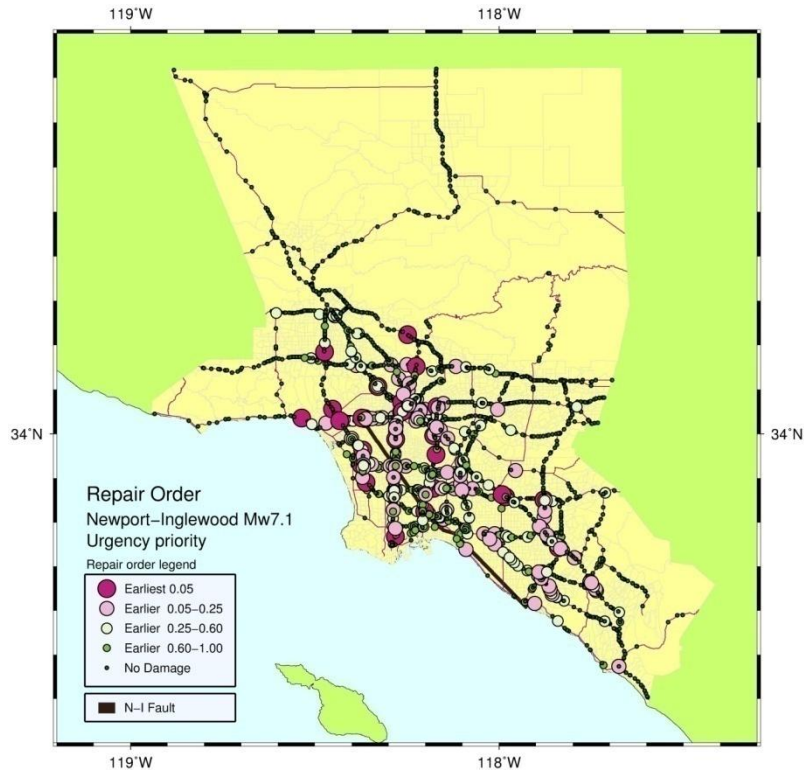 119˚W 118˚W
34˚N 34˚N
Repair Order
Newport−Inglewood Mw7.1
Urgency priority
Repair order legend
Earliest 0.05
Earlier 0.05−0.25
Earlier 0.25−0.60
Earlier 0.60−1.00
No Damage
N−I Fault
119˚W 118˚W